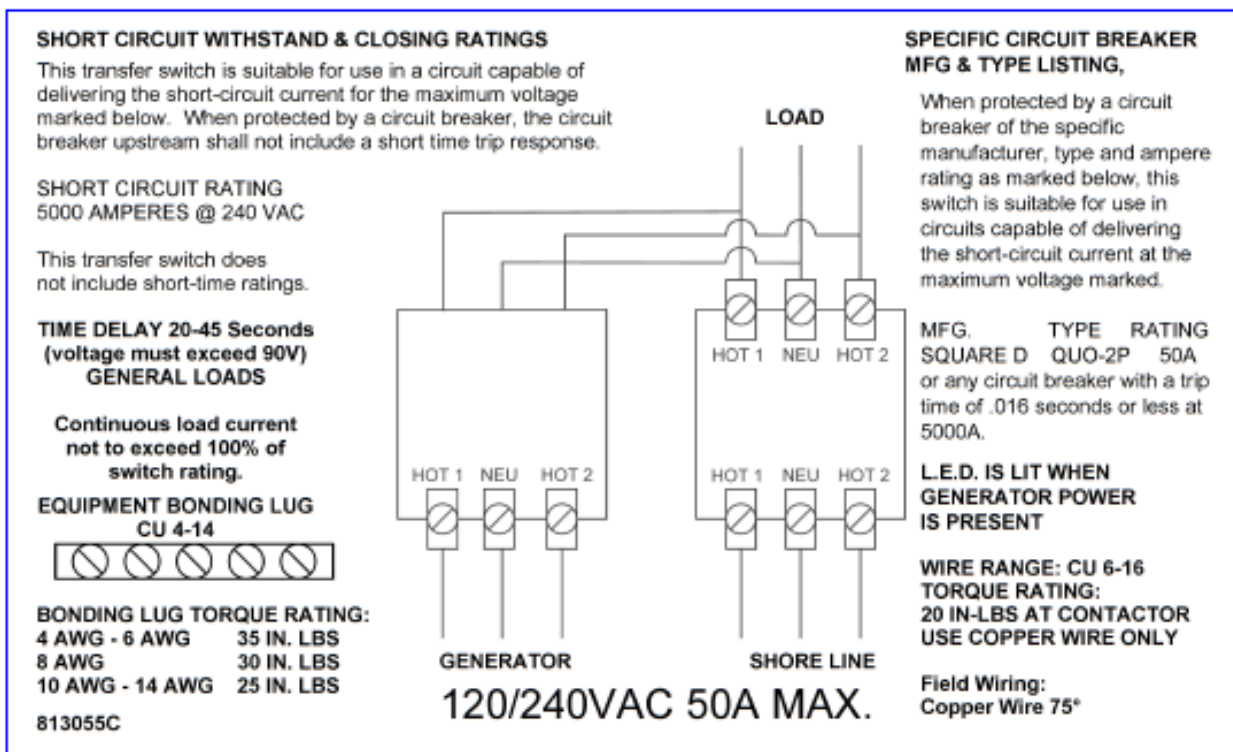 SHORT CIRCUIT WITHSTAND & CLOSING RATINGS
This transfer switch is suitable for use in a circuit capable of
delivering the short-circuit current for the maximum voltage
marked below.  When protected by a circuit breaker, the circuit
breaker upstream shall not include a short time trip response.
SHORT CIRCUIT RATING
5000 AMPERES @ 240 VAC
This transfer switch does
not include short-time ratings.
TIME DELAY 20-45 Seconds
(voltage must exceed 90V)
GENERAL LOADS
Continuous load current
not to exceed 100% of
switch rating.
EQUIPMENT BONDING LUG
CU 4-14
BONDING LUG TORQUE RATING:
4 AWG - 6 AWG 35 IN. LBS
8 AWG 30 IN. LBS
10 AWG - 14 AWG 25 IN. LBS
813055C
LOAD
HOT 1 NEU HOT 2
HOT 1 NEU HOT 2
HOT 1 NEU HOT 2
GENERATOR
SHORE LINE
120/240VAC 50A MAX.
SPECIFIC CIRCUIT BREAKER
MFG & TYPE LISTING,
When protected by a circuit
breaker of the specific
manufacturer, type and ampere
rating as marked below, this
switch is suitable for use in
circuits capable of delivering
the short-circuit current at the
maximum voltage marked.
MFG. TYPE RATING
SQUARE D QUO-2P 50A
or any circuit breaker with a trip
time of .016 seconds or less at
5000A.
L.E.D. IS LIT WHEN
GENERATOR POWER
IS PRESENT
WIRE RANGE: CU 6-16
TORQUE RATING:
20 IN-LBS AT CONTACTOR
USE COPPER WIRE ONLY
Field Wiring:
Copper Wire 75°